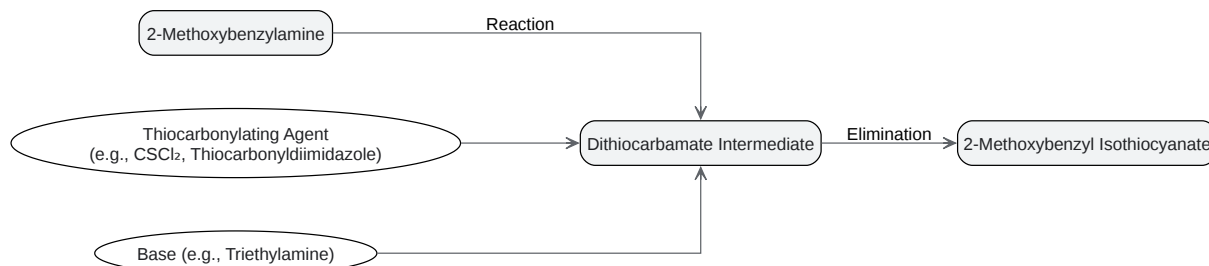 2-Methoxybenzylamine
Reaction
Thiocarbonylating Agent
(e.g., CSCl₂, Thiocarbonyldiimidazole)
Dithiocarbamate Intermediate
Elimination
2-Methoxybenzyl Isothiocyanate
Base (e.g., Triethylamine)